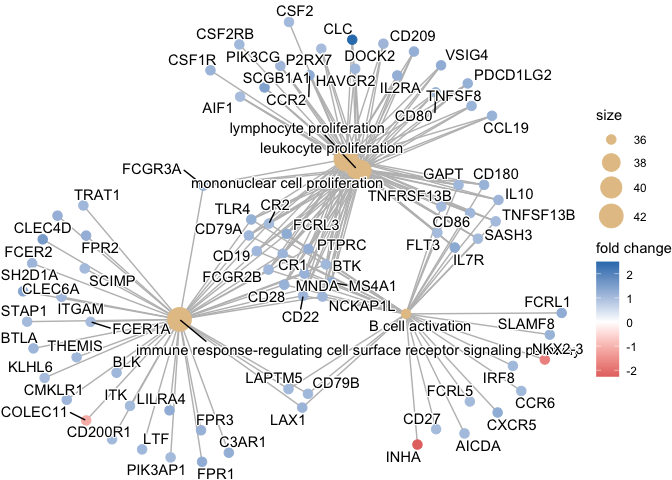 CSF2
CSF2RB
CLC
CD209
CSF1R
PIK3CG
P2RX7
DOCK2
VSIG4
SCGB1A1
HAVCR2
PDCD1LG2
IL2RA
TNFSF8
AIF1
CCR2
CD80
CCL19
lymphocyte proliferation
leukocyte proliferation
FCGR3A
mononuclear cell proliferation
GAPT
CD180
TNFRSF13B
IL10
TRAT1
TLR4
CR2
CD86
TNFSF13B
CLEC4D
CD79A
FCRL3
SASH3
FCER2
FPR2
CD19
PTPRC
FLT3
IL7R
SH2D1A
SCIMP
FCGR2B
CR1
BTK
CLEC6A
CD28
MNDA
MS4A1
STAP1
ITGAM
CD22
NCKAP1L
FCRL1
FCER1A
B cell activation
SLAMF8
BTLA
THEMIS
immune response-regulating cell surface receptor signaling pathway
NKX2-3
KLHL6
BLK
LAPTM5
CD79B
IRF8
CMKLR1
ITK
LILRA4
FCRL5
CCR6
COLEC11
LAX1
CD200R1
FPR3
CD27
CXCR5
LTF
C3AR1
AICDA
PIK3AP1
FPR1
INHA
size
36
38
40
42
fold change
2
1
0
-1
-2